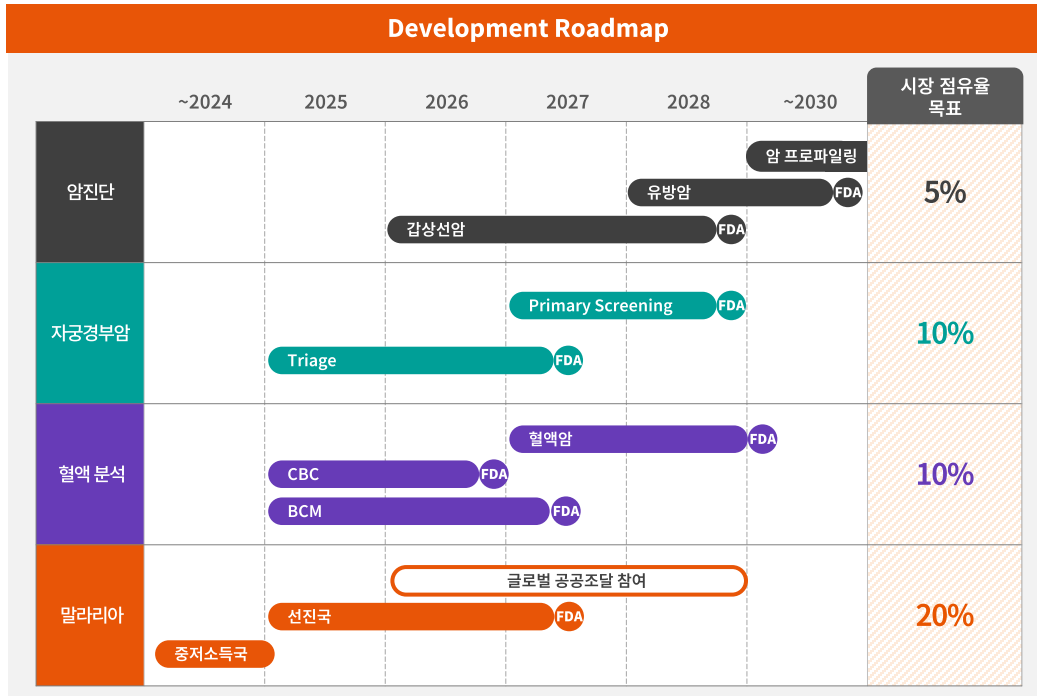 Development Roadmap
~2024
2025
2026
2027
2028
~2030
시장 점유율
목표
암진단
암 프로파일링
유방암
FDA
갑상선암
FDA
5%
자궁경부암
Primary Screening
FDA
Triage
FDA
10%
혈액 분석
혈액암
FDA
CBC
FDA
BCM
FDA
10%
말라리아
글로벌 공공조달 참여
선진국
FDA
중저소득국
20%